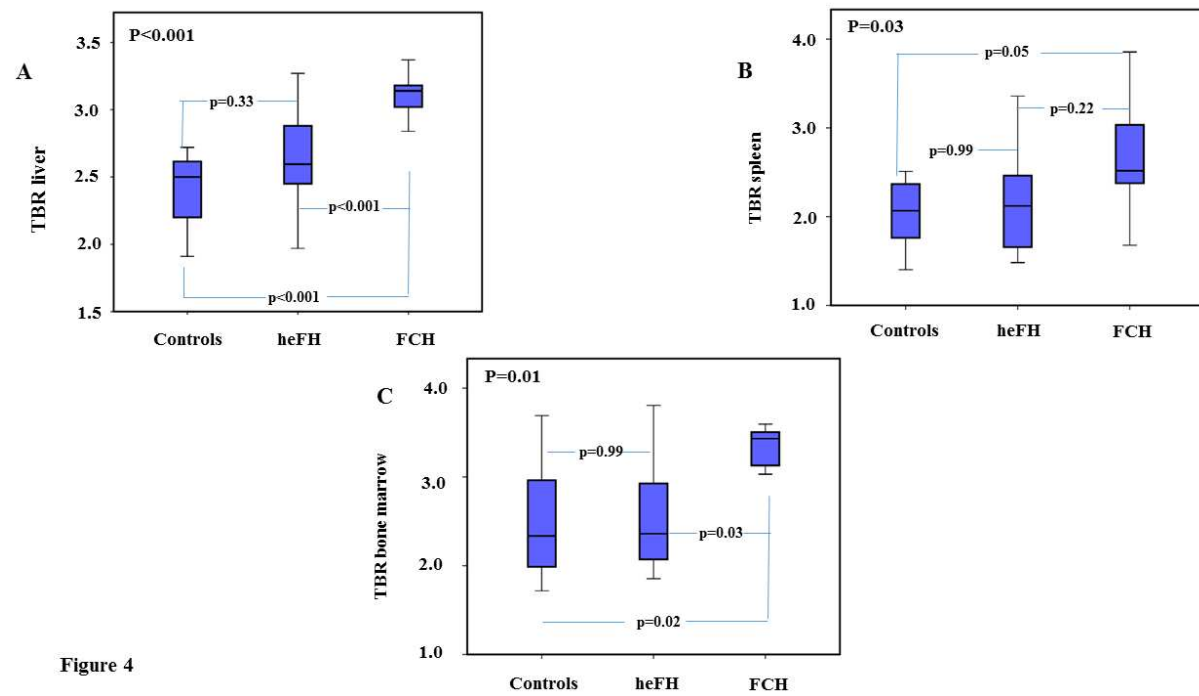 A
P<0.001
TBR liver
3.5
3.0
2.5
2.0
1.5
p=0.33
p<0.001
p<0.001
Controls heFH FCH
B
P=0.03
TBR spleen
4.0
3.0
2.0
1.0
p=0.05
p=0.22
p=0.99
Controls heFH FCH
C
P=0.01
TBR bone marrow
4.0
3.0
2.0
1.0
p=0.99
p=0.03
p=0.02
Controls heFH FCH
Figure 4